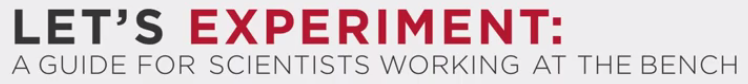 LET'S EXPERIMENT:
A GUIDE FOR SCIENTISTS WORKING AT THE BENCH